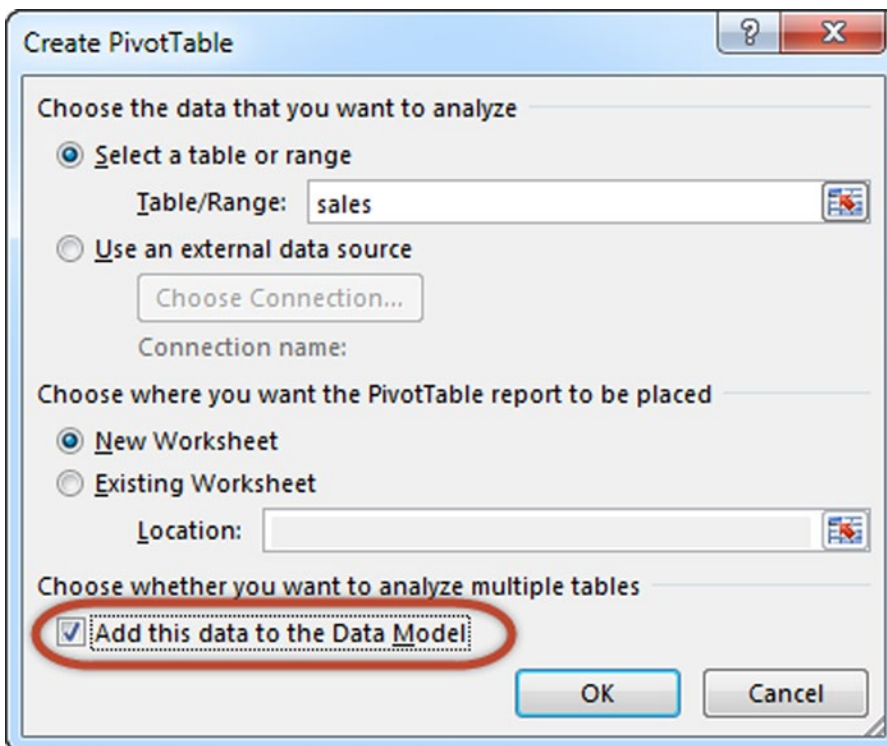 Create PivotTable
?
Choose the data that you want to analyze
Select a table or range
Table/Range: sales
Use an external data source
Choose Connection...
Connection name:
Choose where you want the PivotTable report to be placed
New Worksheet
Existing Worksheet
Location:
Choose whether you want to analyze multiple tables
Add this data to the Data Model
OK Cancel